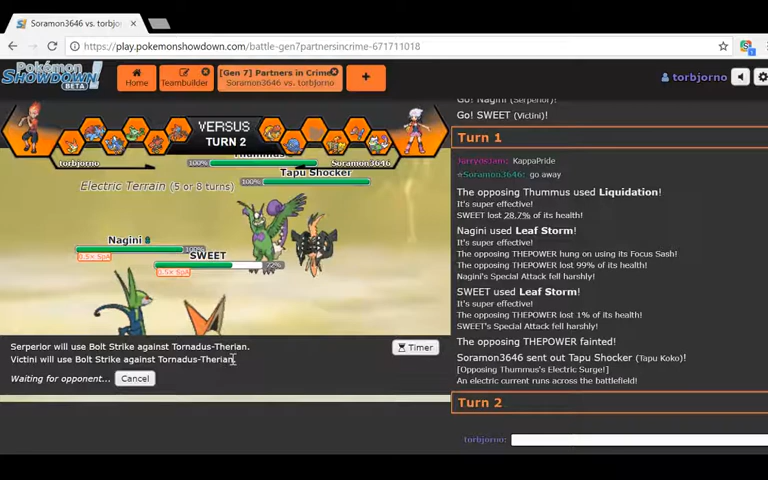 Soramon3646 vs. torbjo
https://play.pokemonshowdown.com/battle-gen7partnersincrime-671711018
Pokémon
SHOWDOWN
BETA
Home
Teambuilder
[Gen 7] Partners in Crime
Soramon3646 vs. torbjorno
torbjorno
VERSUS
TURN 2
torbjorno
Soramon3646
Thummus
100%
Tapu Shocker
100%
Electric Terrain (5 or 8 turns)
Nagini
100%
0.5× SpA
SWEET
72%
0.5× SpA
Serperior will use Bolt Strike against Tornadus-Therian.
Victini will use Bolt Strike against Tornadus-Therian.
Waiting for opponent...
Cancel
Timer
Go! Nagini (Serperior)!
Go! SWEET (Victini)!
Turn 1
KappaPride
☆Soramon3646: go away
The opposing Thummus used Liquidation!
It's super effective!
SWEET lost 28.7% of its health!
Nagini used Leaf Storm!
It's super effective!
The opposing THEPOWER hung on using its Focus Sash!
The opposing THEPOWER lost 99% of its health!
Nagini's Special Attack fell harshly!
SWEET used Leaf Storm!
It's super effective!
The opposing THEPOWER lost 1% of its health!
SWEET's Special Attack fell harshly!
The opposing THEPOWER fainted!
Soramon3646 sent out Tapu Shocker (Tapu Koko)!
[Opposing Thummus's Electric Surge!]
An electric current runs across the battlefield!
Turn 2
torbjorno: